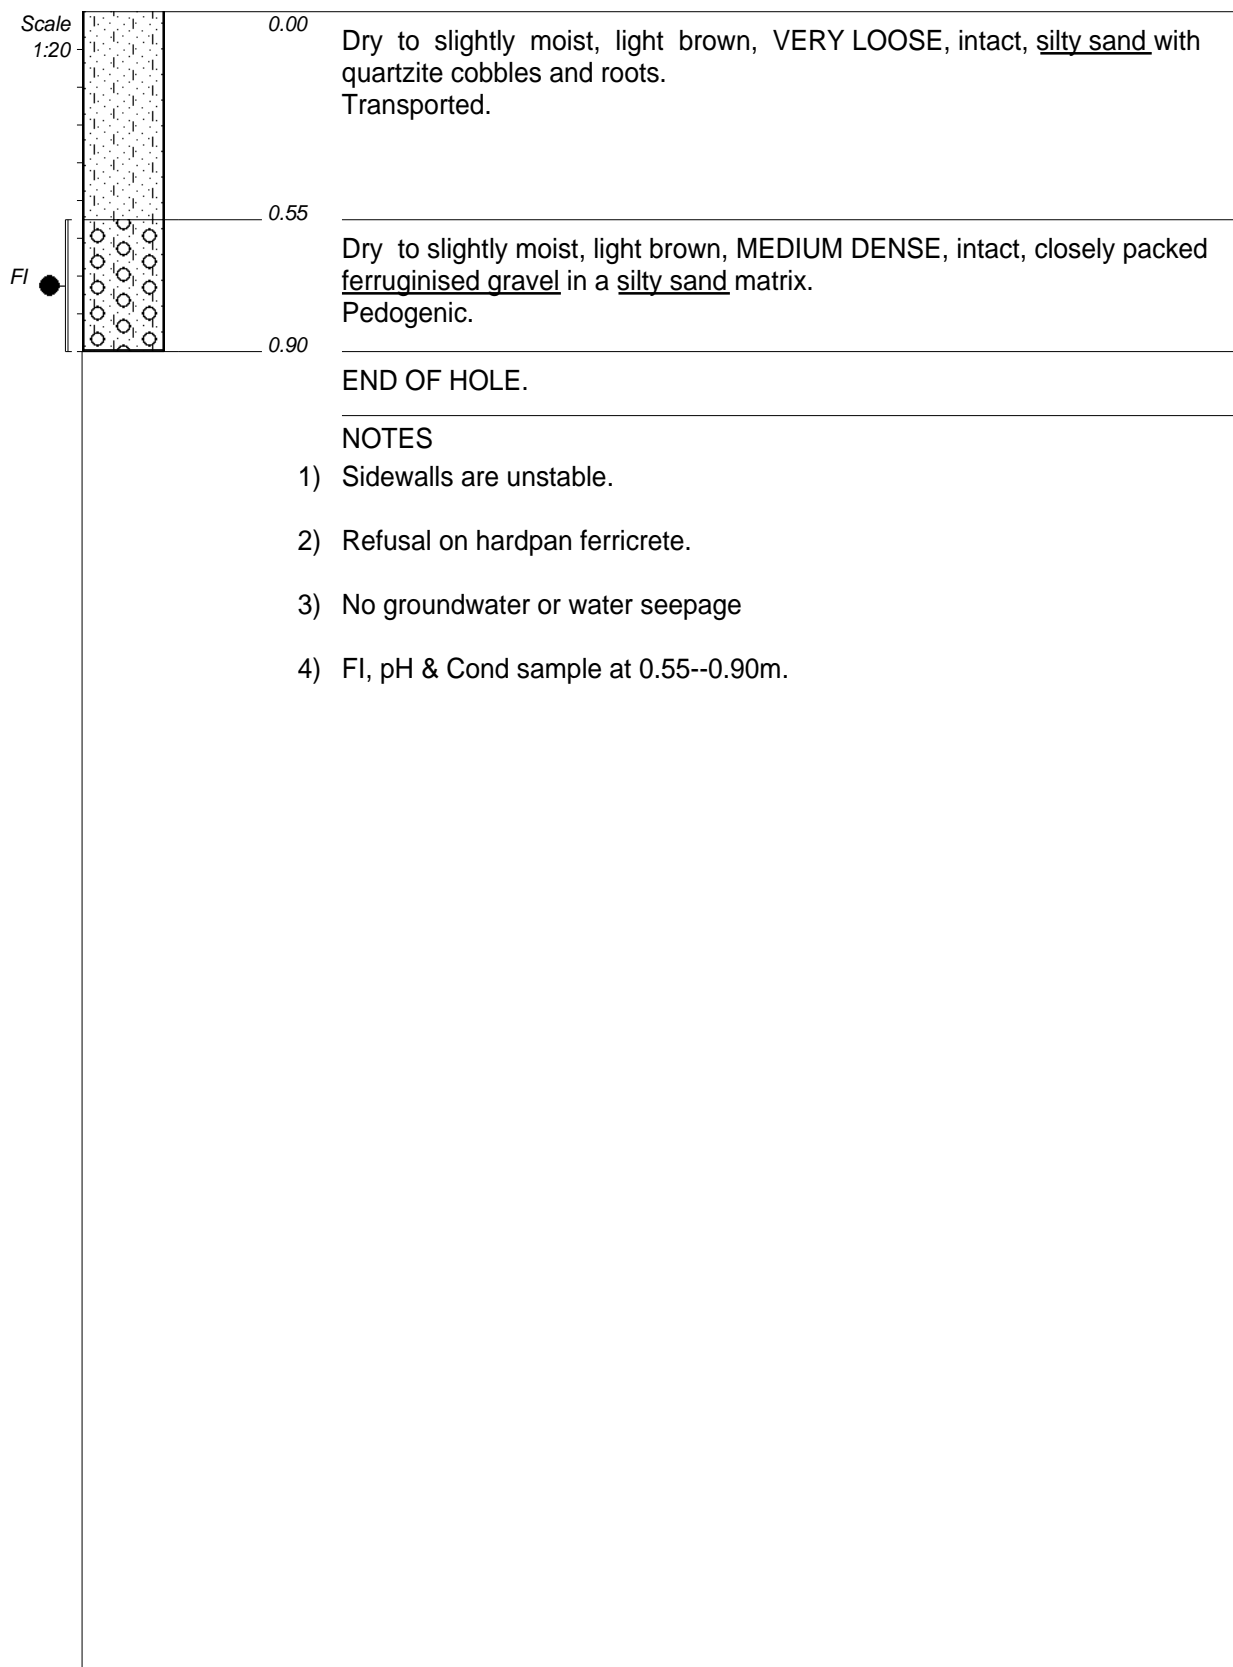 Scale
1:20
0.00
Dry to slightly moist, light brown, VERY LOOSE, intact, silty sand with
quartzite cobbles and roots.
Transported.
0.55
Dry to slightly moist, light brown, MEDIUM DENSE, intact, closely packed
ferruginised gravel in a silty sand matrix.
Pedogenic.
FI
0.90
END OF HOLE.
NOTES
1) Sidewalls are unstable.
2) Refusal on hardpan ferricrete.
3) No groundwater or water seepage
4) FI, pH & Cond sample at 0.55--0.90m.